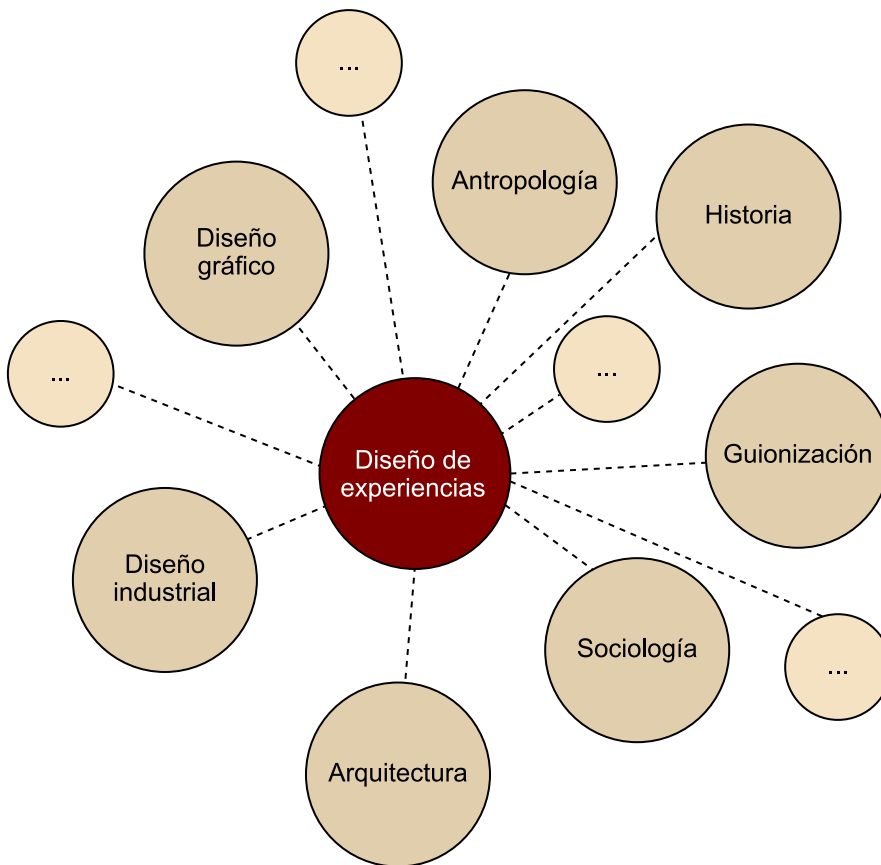 ...
Antropología
Historia
Diseño
gráfico
...
...
Diseño de
experiencias
Guionización
Diseño
industrial
Sociología
...
Arquitectura